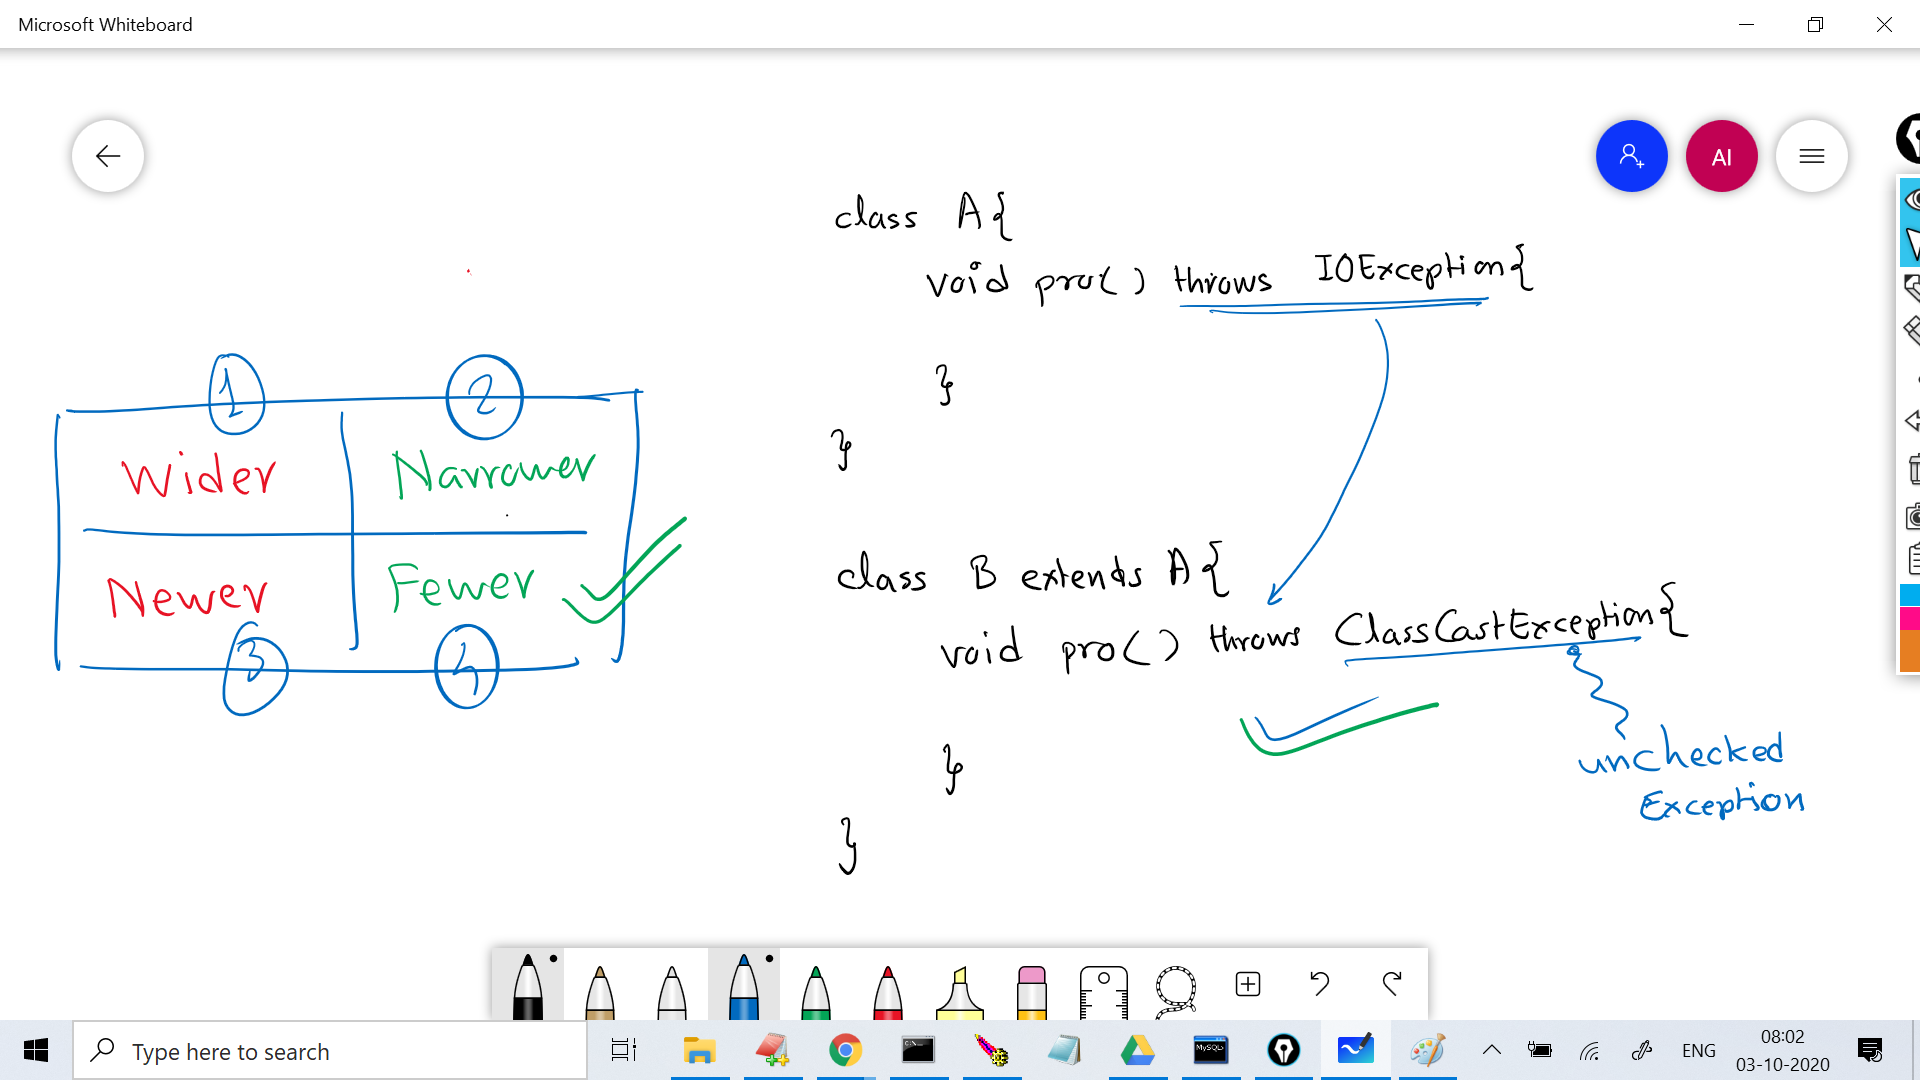 Microsoft Whiteboard
AI
class A{
void pro() throws IOException{
}
}
1 2
Wider Narrower
Newer Fewer
3 4
class B extends A{
void pro() throws ClassCastException{
}
}
unchecked
Exception
Type here to search
MySQL
ENG
08:02
03-10-2020